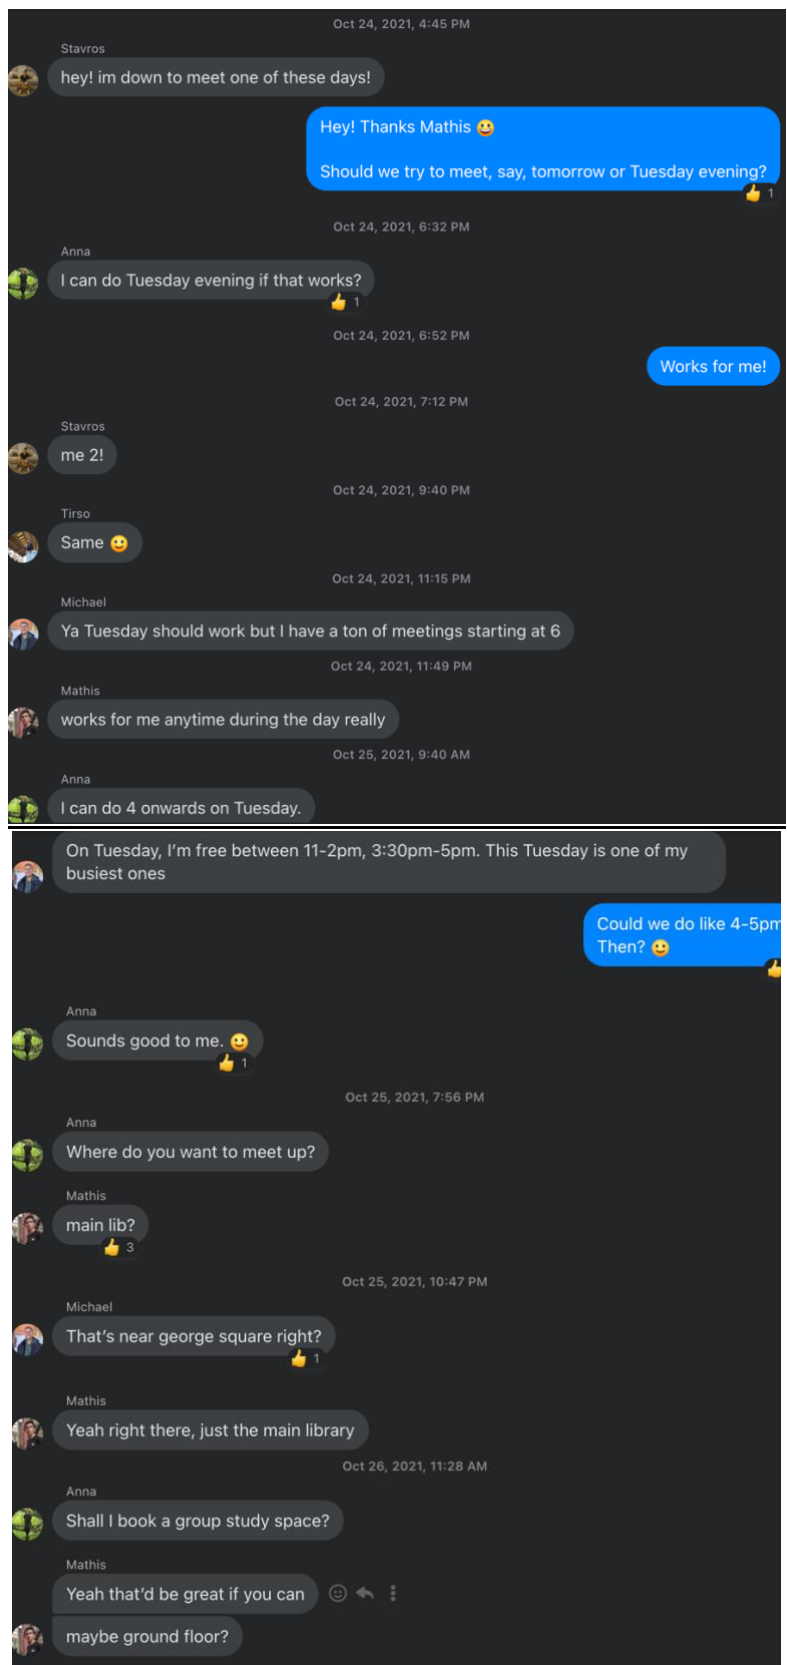 Oct 24, 2021, 4:45 PM
Stavros
hey! im down to meet one of these days!
Hey! Thanks Mathis 😀
Should we try to meet, say, tomorrow or Tuesday evening?
👍 1
Oct 24, 2021, 6:32 PM
Anna
I can do Tuesday evening if that works?
👍 1
Oct 24, 2021, 6:52 PM
Works for me!
Oct 24, 2021, 7:12 PM
Stavros
me 2!
Oct 24, 2021, 9:40 PM
Tirso
Same 🙂
Oct 24, 2021, 11:15 PM
Michael
Ya Tuesday should work but I have a ton of meetings starting at 6
Oct 24, 2021, 11:49 PM
Mathis
works for me anytime during the day really
Oct 25, 2021, 9:40 AM
Anna
I can do 4 onwards on Tuesday.
On Tuesday, I’m free between 11-2pm, 3:30pm-5pm. This Tuesday is one of my
busiest ones
Could we do like 4-5pm
Then? 🙂
👍
Anna
Sounds good to me. 🙂
👍 1
Oct 25, 2021, 7:56 PM
Anna
Where do you want to meet up?
Mathis
main lib?
👍 3
Oct 25, 2021, 10:47 PM
Michael
That’s near george square right?
👍 1
Mathis
Yeah right there, just the main library
Oct 26, 2021, 11:28 AM
Anna
Shall I book a group study space?
Mathis
Yeah that’d be great if you can
maybe ground floor?